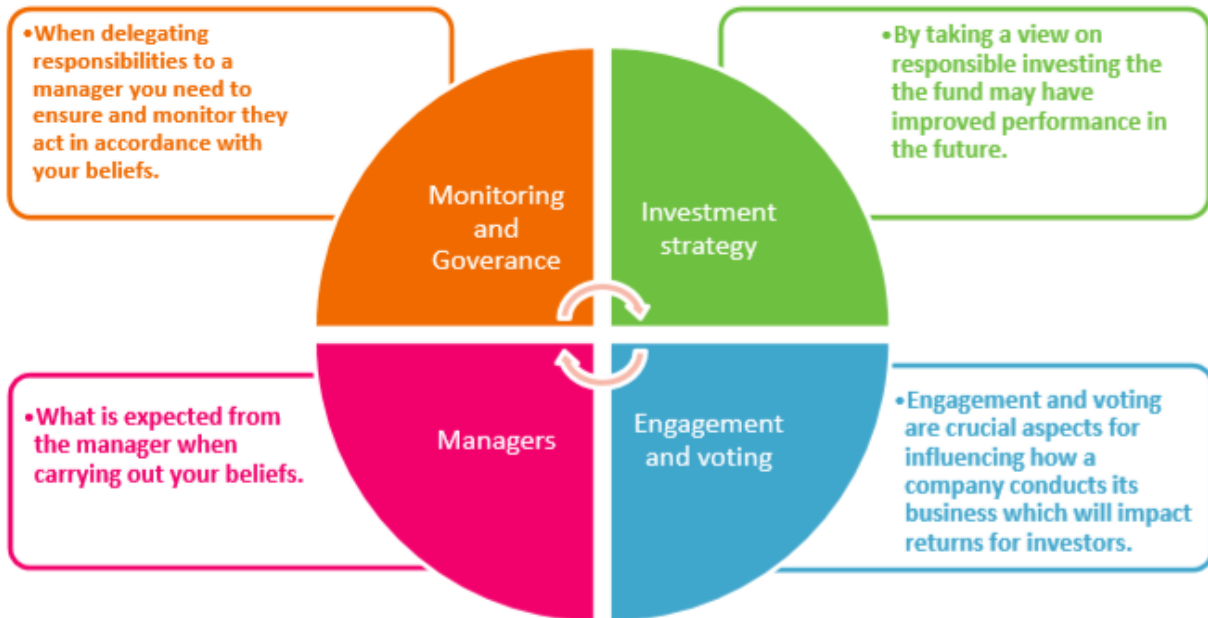 •When delegating
responsibilities to a
manager you need to
ensure and monitor they
act in accordance with
your beliefs.
Monitoring
and
Goverance
•By taking a view on
responsible investing the
the fund may have
improved performance in
the future.
Investment
strategy
•What is expected from
the manager when
carrying out your beliefs.
Managers
Engagement
and voting
•Engagement and voting
are crucial aspects for
influencing how a
company conducts its
business which will impact
returns for investors.